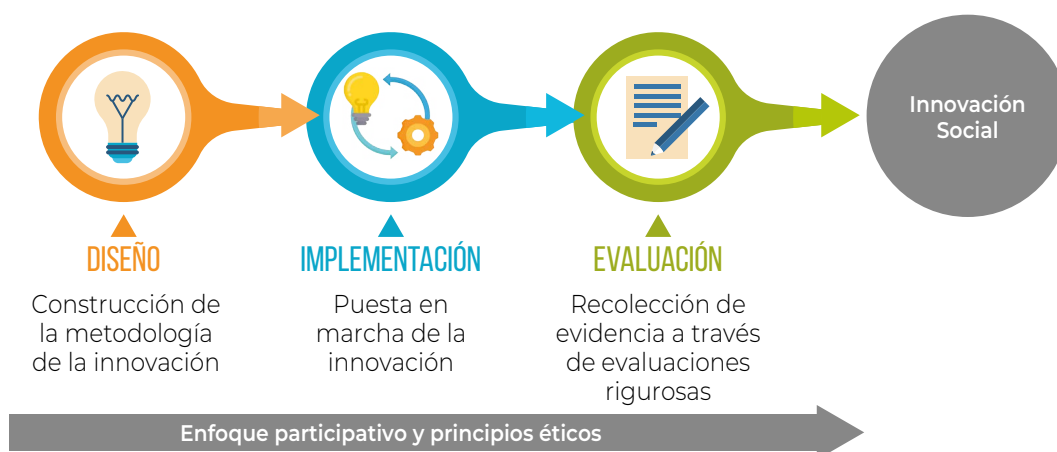 Innovación
Social
DISEÑO
Construcción de
la metodología
de la innovación
IMPLEMENTACIÓN
Puesta en
marcha de la
innovación
EVALUACIÓN
Recolección de
evidencia a través
de evaluaciones
rigurosas
Enfoque participativo y principios éticos